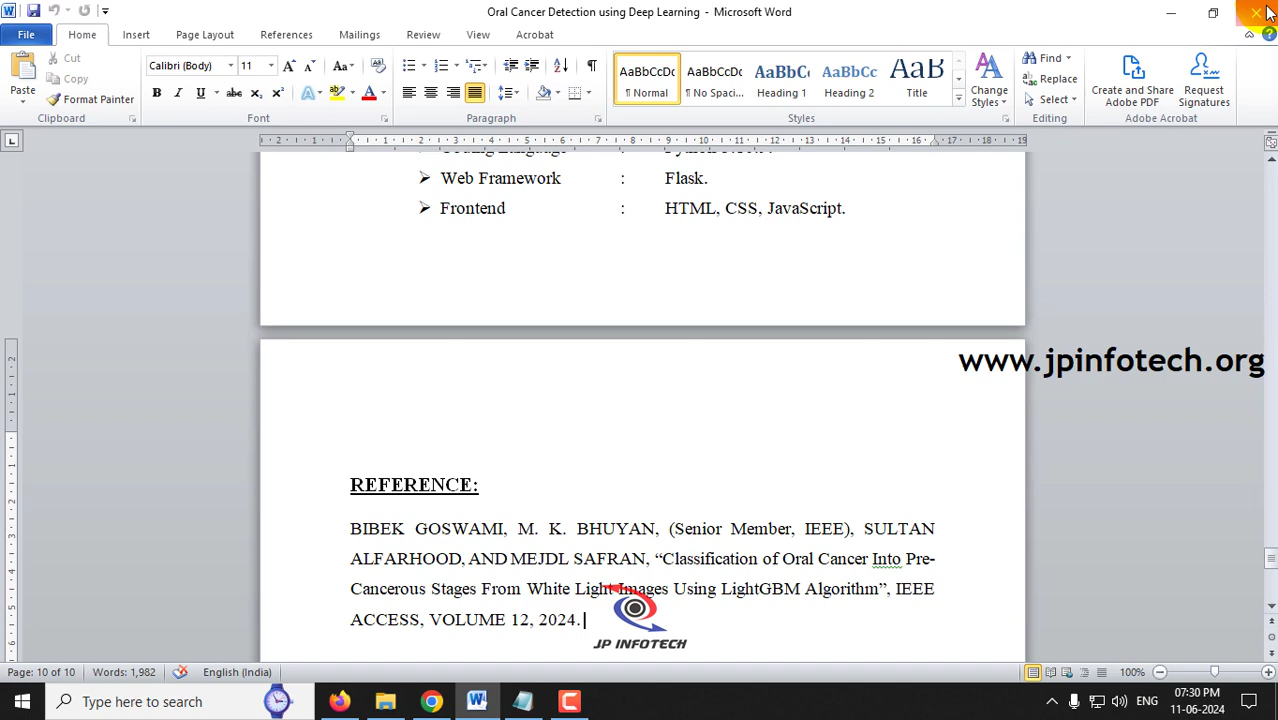 Oral Cancer Detection using Deep Learning - Microsoft Word
File Home Insert Page Layout References Mailings Review View Acrobat
Paste
Cut
Copy
Format Painter
Clipboard
Calibri (Body) 11
Font
Paragraph
AaBbCcDc AaBbCcDc AaBbC AaBbCc AaB
¶ Normal ¶ No Spaci... Heading 1 Heading 2 Title
Change Styles
Styles
Find
Replace
Select
Editing
Create and Share Adobe PDF
Request Signatures
Adobe Acrobat
Web Framework : Flask.
Frontend : HTML, CSS, JavaScript.
www.jpinfotech.org
REFERENCE:
BIBEK GOSWAMI, M. K. BHUYAN, (Senior Member, IEEE), SULTAN
ALFARHOOD, AND MEJDL SAFRAN, “Classification of Oral Cancer Into Pre-
Cancerous Stages From White Light Images Using LightGBM Algorithm”, IEEE
ACCESS, VOLUME 12, 2024.
JP INFOTECH
Page: 10 of 10 Words: 1,982 English (India) 100%
Type here to search
ENG
07:30 PM
11-06-2024